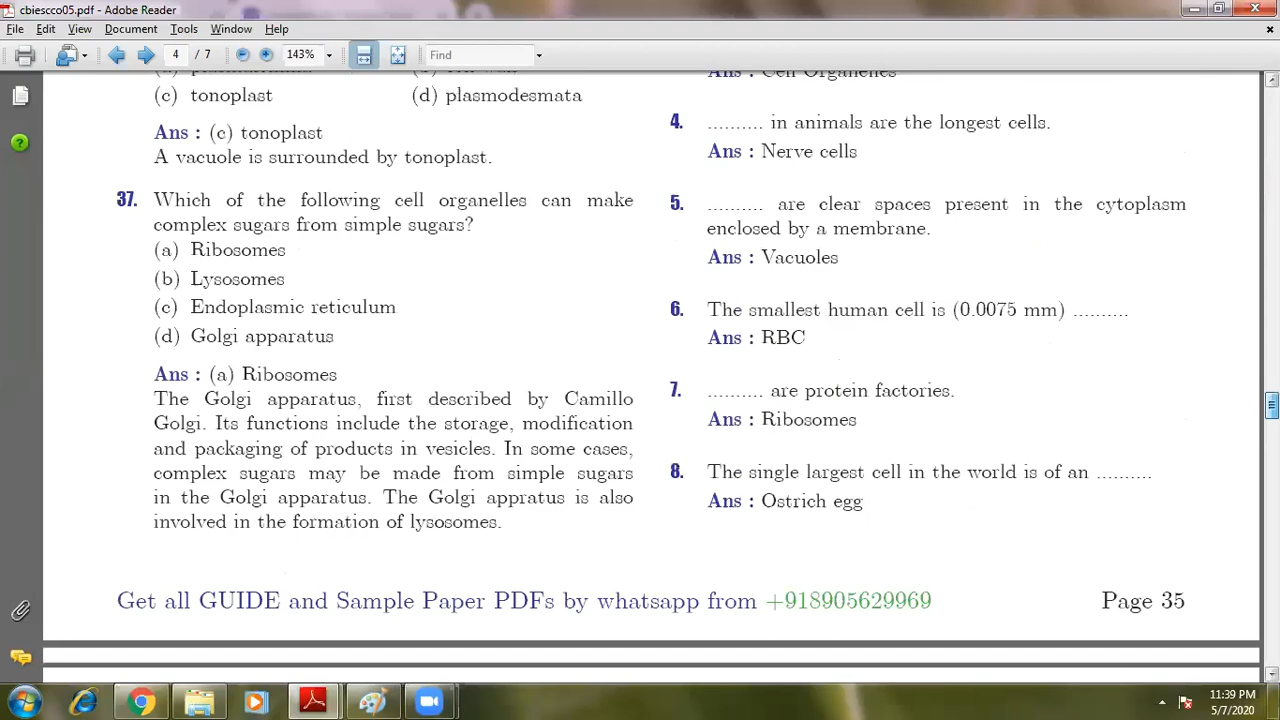 cbiescco05.pdf - Adobe Reader
File Edit View Document Tools Window Help
4 / 7 143% Find
(c) tonoplast (d) plasmodesmata
Ans : (c) tonoplast
A vacuole is surrounded by tonoplast.
37. Which of the following cell organelles can make
complex sugars from simple sugars?
(a) Ribosomes
(b) Lysosomes
(c) Endoplasmic reticulum
(d) Golgi apparatus
Ans : (a) Ribosomes
The Golgi apparatus, first described by Camillo
Golgi. Its functions include the storage, modification
and packaging of products in vesicles. In some cases,
complex sugars may be made from simple sugars
in the Golgi apparatus. The Golgi appratus is also
involved in the formation of lysosomes.
Cell Organelles
4. .......... in animals are the longest cells.
Ans : Nerve cells
5. .......... are clear spaces present in the cytoplasm
enclosed by a membrane.
Ans : Vacuoles
6. The smallest human cell is (0.0075 mm) ..........
Ans : RBC
7. .......... are protein factories.
Ans : Ribosomes
8. The single largest cell in the world is of an ..........
Ans : Ostrich egg
Get all GUIDE and Sample Paper PDFs by whatsapp from +918905629969 Page 35
11:39 PM
5/7/2020